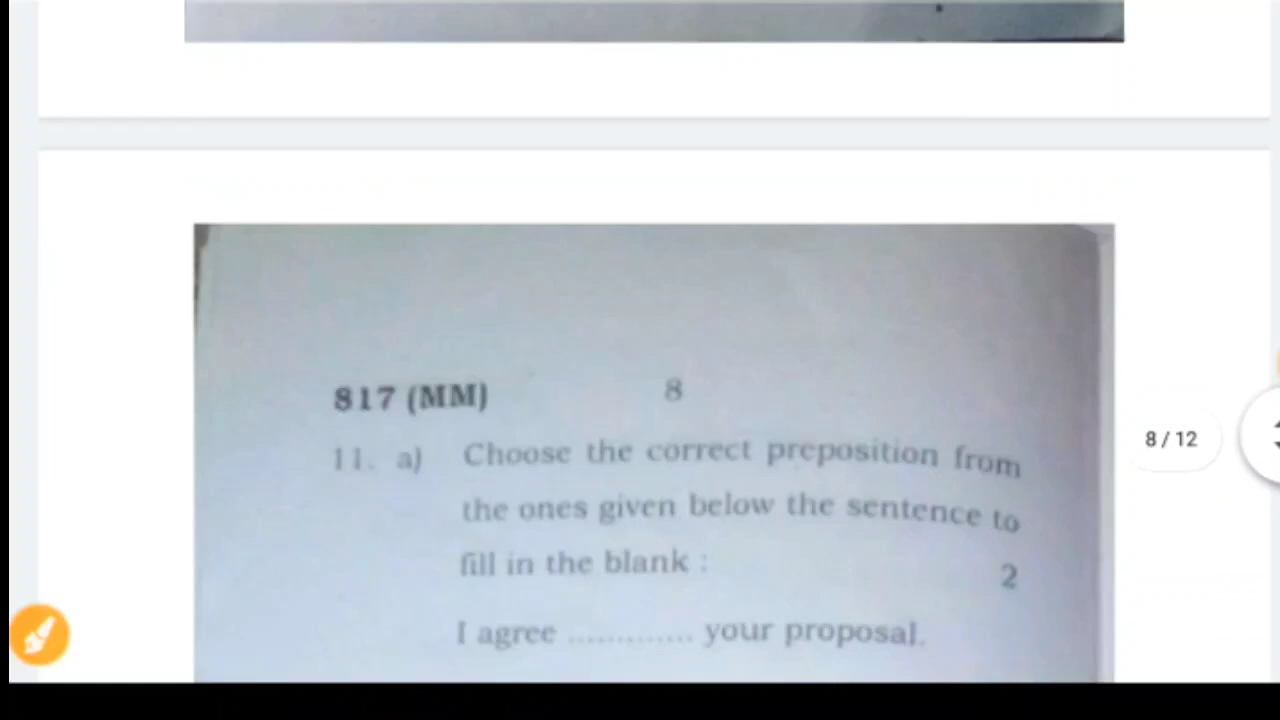 817 (MM) 8
11. a) Choose the correct preposition from
the ones given below the sentence to
fill in the blank : 2
I agree ............. your proposal.
8 / 12